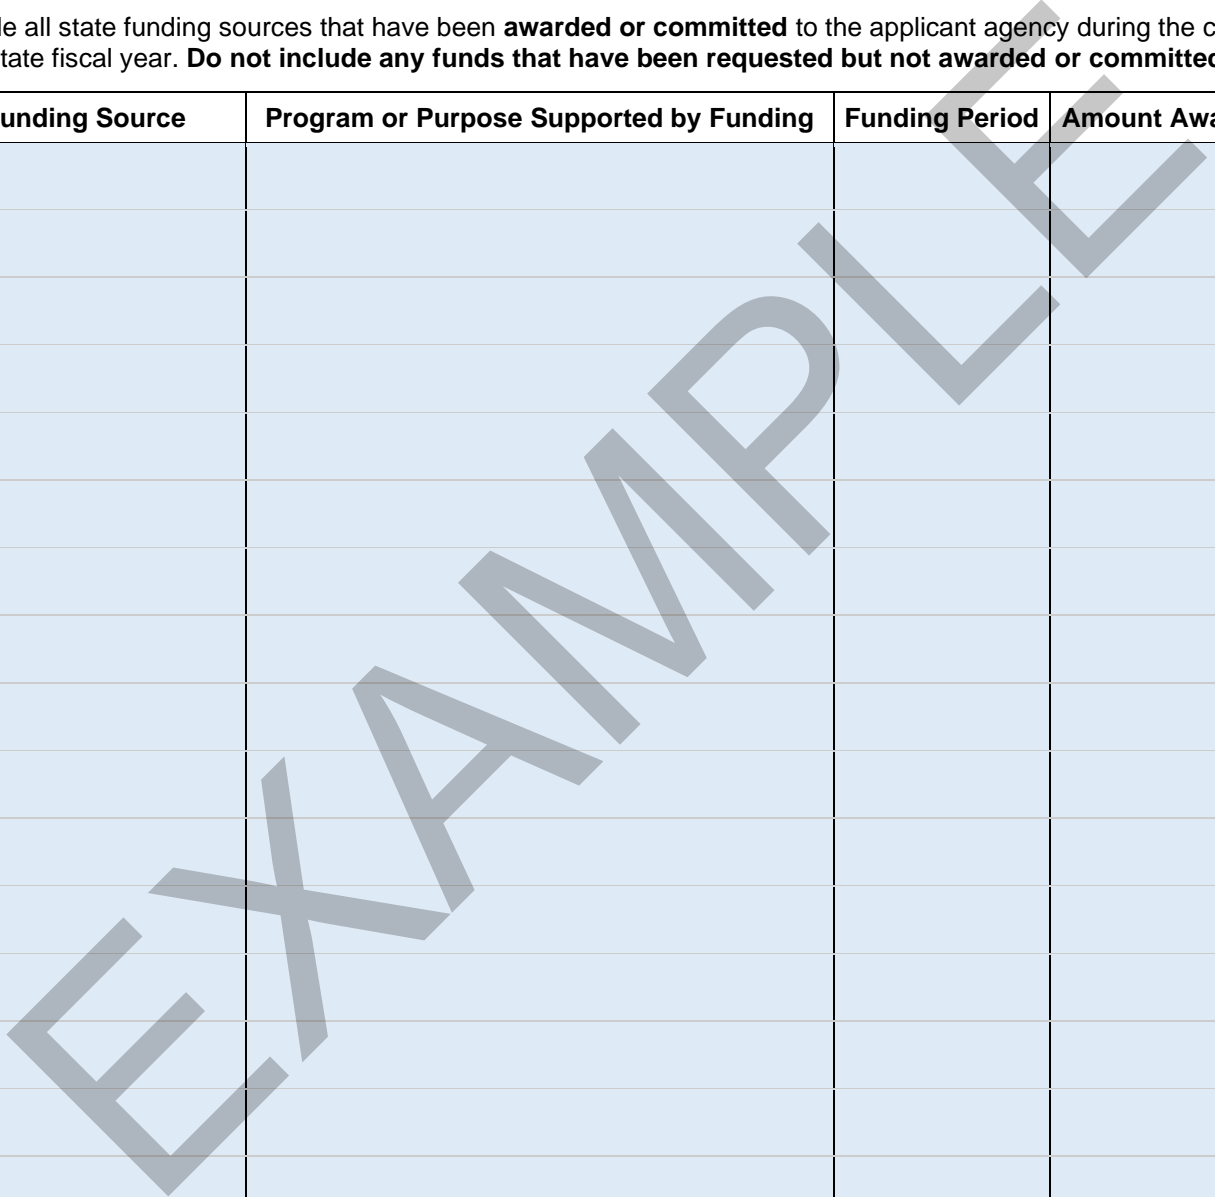 le all state funding sources that have been awarded or committed to the applicant agency during the c
tate fiscal year. Do not include any funds that have been requested but not awarded or committed
unding Source Program or Purpose Supported by Funding Funding Period Amount Awa
EXAMPLE